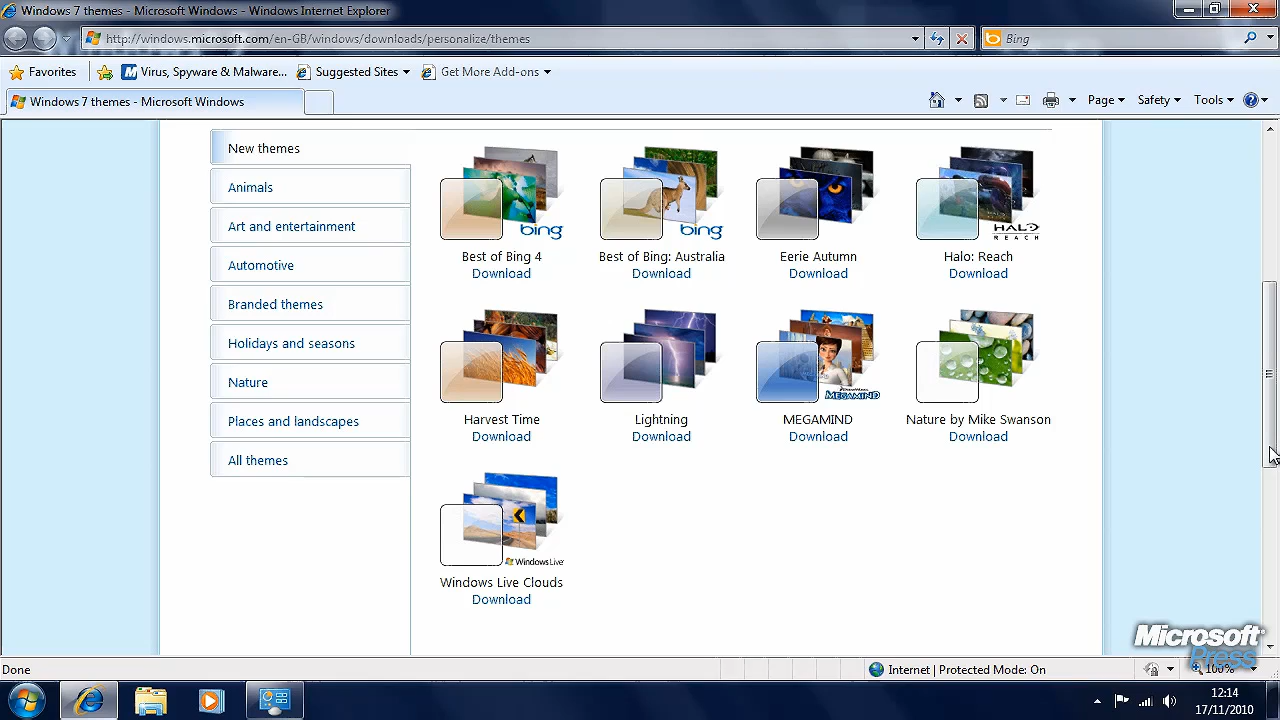 Windows 7 themes - Microsoft Windows - Windows Internet Explorer
http://windows.microsoft.com/en-GB/windows/downloads/personalize/themes
Bing
Favorites
Virus, Spyware & Malware...
Suggested Sites
Get More Add-ons
Windows 7 themes - Microsoft Windows
Page
Safety
Tools
New themes
Animals
Art and entertainment
Automotive
Branded themes
Holidays and seasons
Nature
Places and landscapes
All themes
bing
bing
HALO
REACH
Best of Bing 4
Best of Bing: Australia
Eerie Autumn
Halo: Reach
Download
Download
Download
Download
MEGAMIND
Harvest Time
Lightning
MEGAMIND
Nature by Mike Swanson
Download
Download
Download
Download
Windows Live
Windows Live Clouds
Download
Microsoft
Press
Done
Internet | Protected Mode: On
100%
12:14
17/11/2010